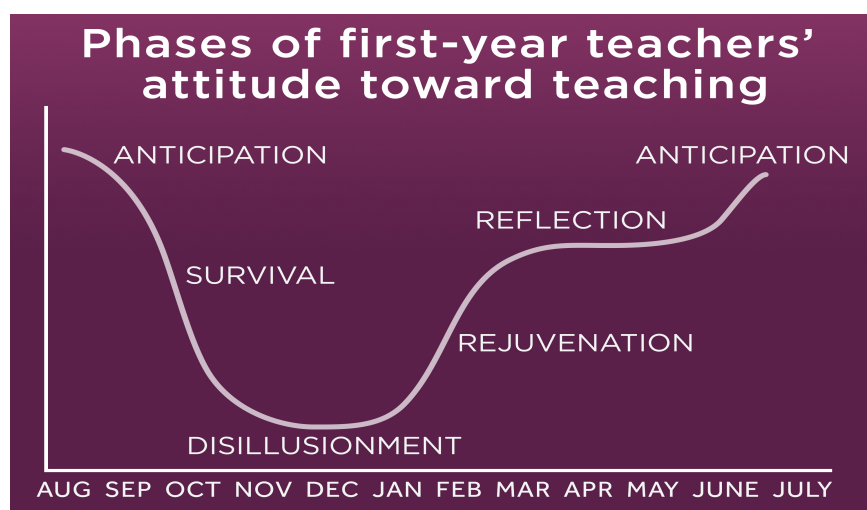 Phases of first-year teachers’
attitude toward teaching
ANTICIPATION
ANTICIPATION
REFLECTION
SURVIVAL
REJUVENATION
DISILLUSIONMENT
AUG SEP OCT NOV DEC JAN FEB MAR APR MAY JUNE JULY